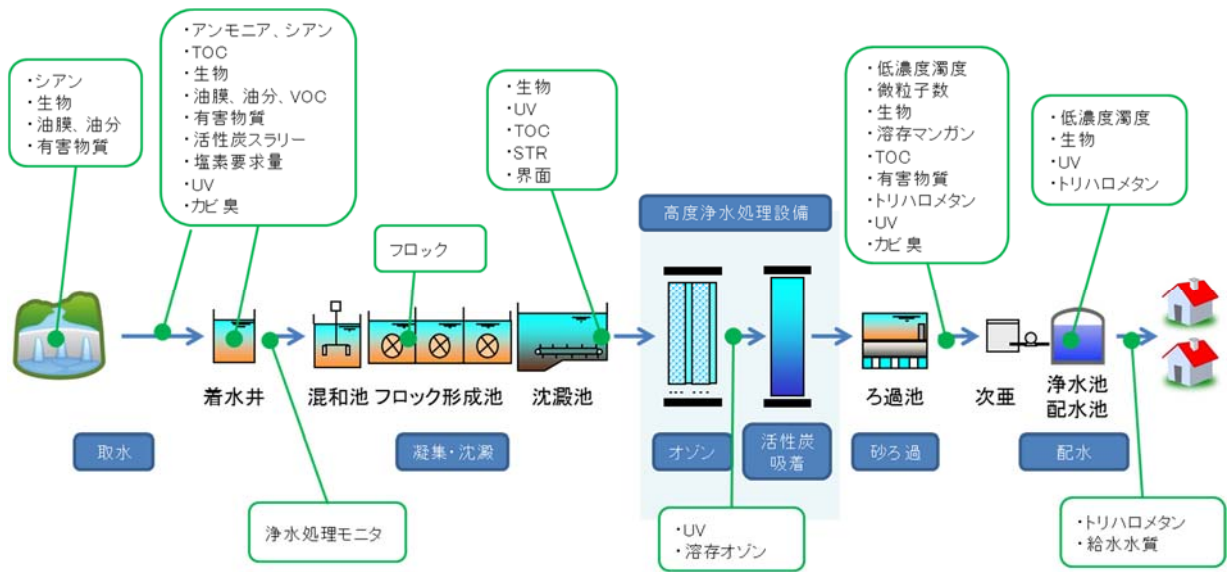 ・シアン
・生物
・油膜、油分
・有害物質
・アンモニア、シアン
・TOC
・生物
・油膜、油分、VOC
・有害物質
・活性炭スラリー
・塩素要求量
・UV
・カビ臭
・生物
・UV
・TOC
・STR
・界面
・低濃度濁度
・微粒子数
・生物
・溶存マンガン
・TOC
・有害物質
・トリハロメタン
・UV
・カビ臭
・低濃度濁度
・生物
・UV
・トリハロメタン
高度浄水処理設備
フロック
着水井
混和池
フロック形成池
沈澱池
ろ過池
次亜
浄水池
配水池
取水
凝集・沈澱
オゾン
活性炭
吸着
砂ろ過
配水
浄水処理モニタ
・UV
・溶存オゾン
・トリハロメタン
・給水水質